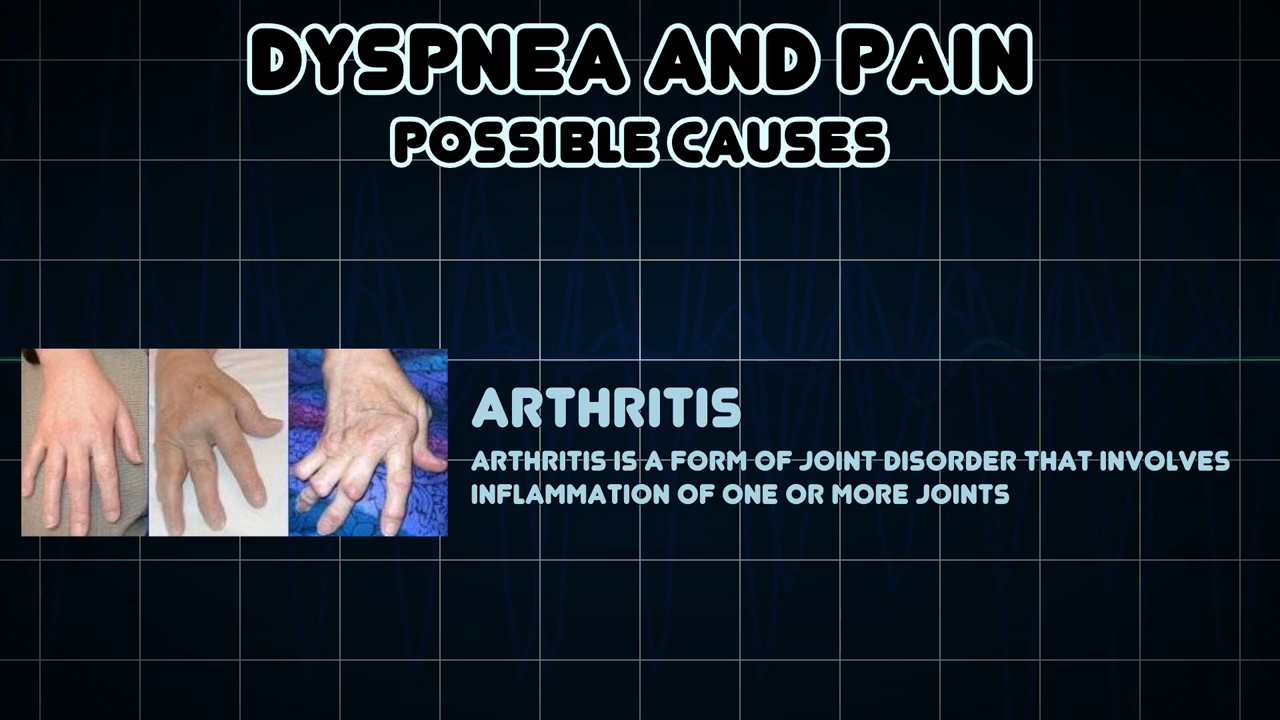 DYSPNEA AND PAIN
POSSIBLE CAUSES
ARTHRITIS
ARTHRITIS IS A FORM OF JOINT DISORDER THAT INVOLVES
INFLAMMATION OF ONE OR MORE JOINTS